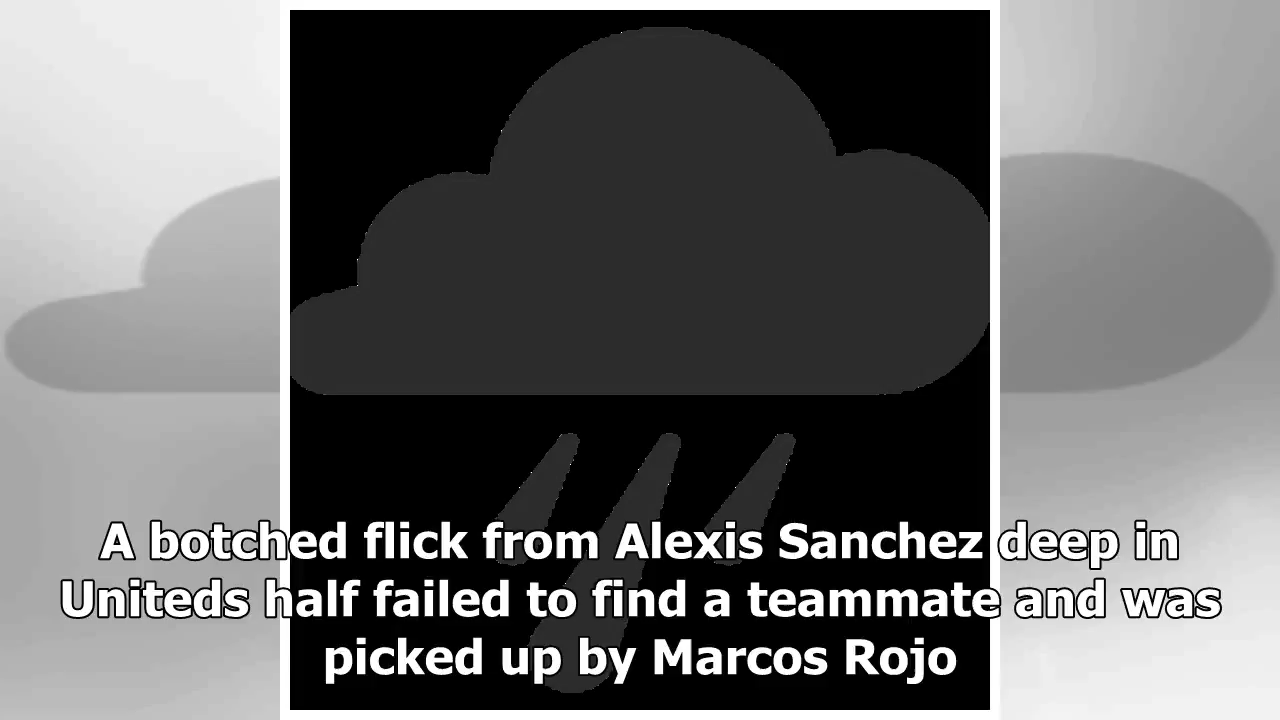 A botched flick from Alexis Sanchez deep in
Uniteds half failed to find a teammate and was
picked up by Marcos Rojo